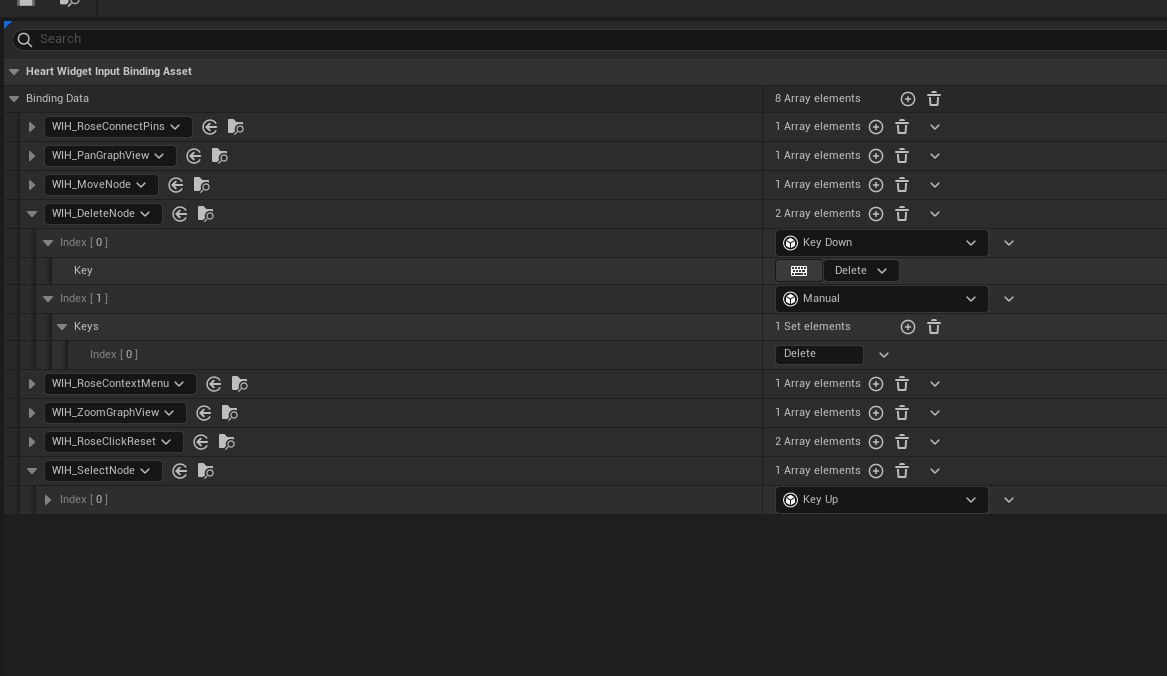 Search
Heart Widget Input Binding Asset
Binding Data 8 Array elements
WIH_RoseConnectPins 1 Array elements
WIH_PanGraphView 1 Array elements
WIH_MoveNode 1 Array elements
WIH_DeleteNode 2 Array elements
Index [ 0 ] Key Down
Key Delete
Index [ 1 ] Manual
Keys 1 Set elements
Index [ 0 ] Delete
WIH_RoseContextMenu 1 Array elements
WIH_ZoomGraphView 1 Array elements
WIH_RoseClickReset 2 Array elements
WIH_SelectNode 1 Array elements
Index [ 0 ] Key Up